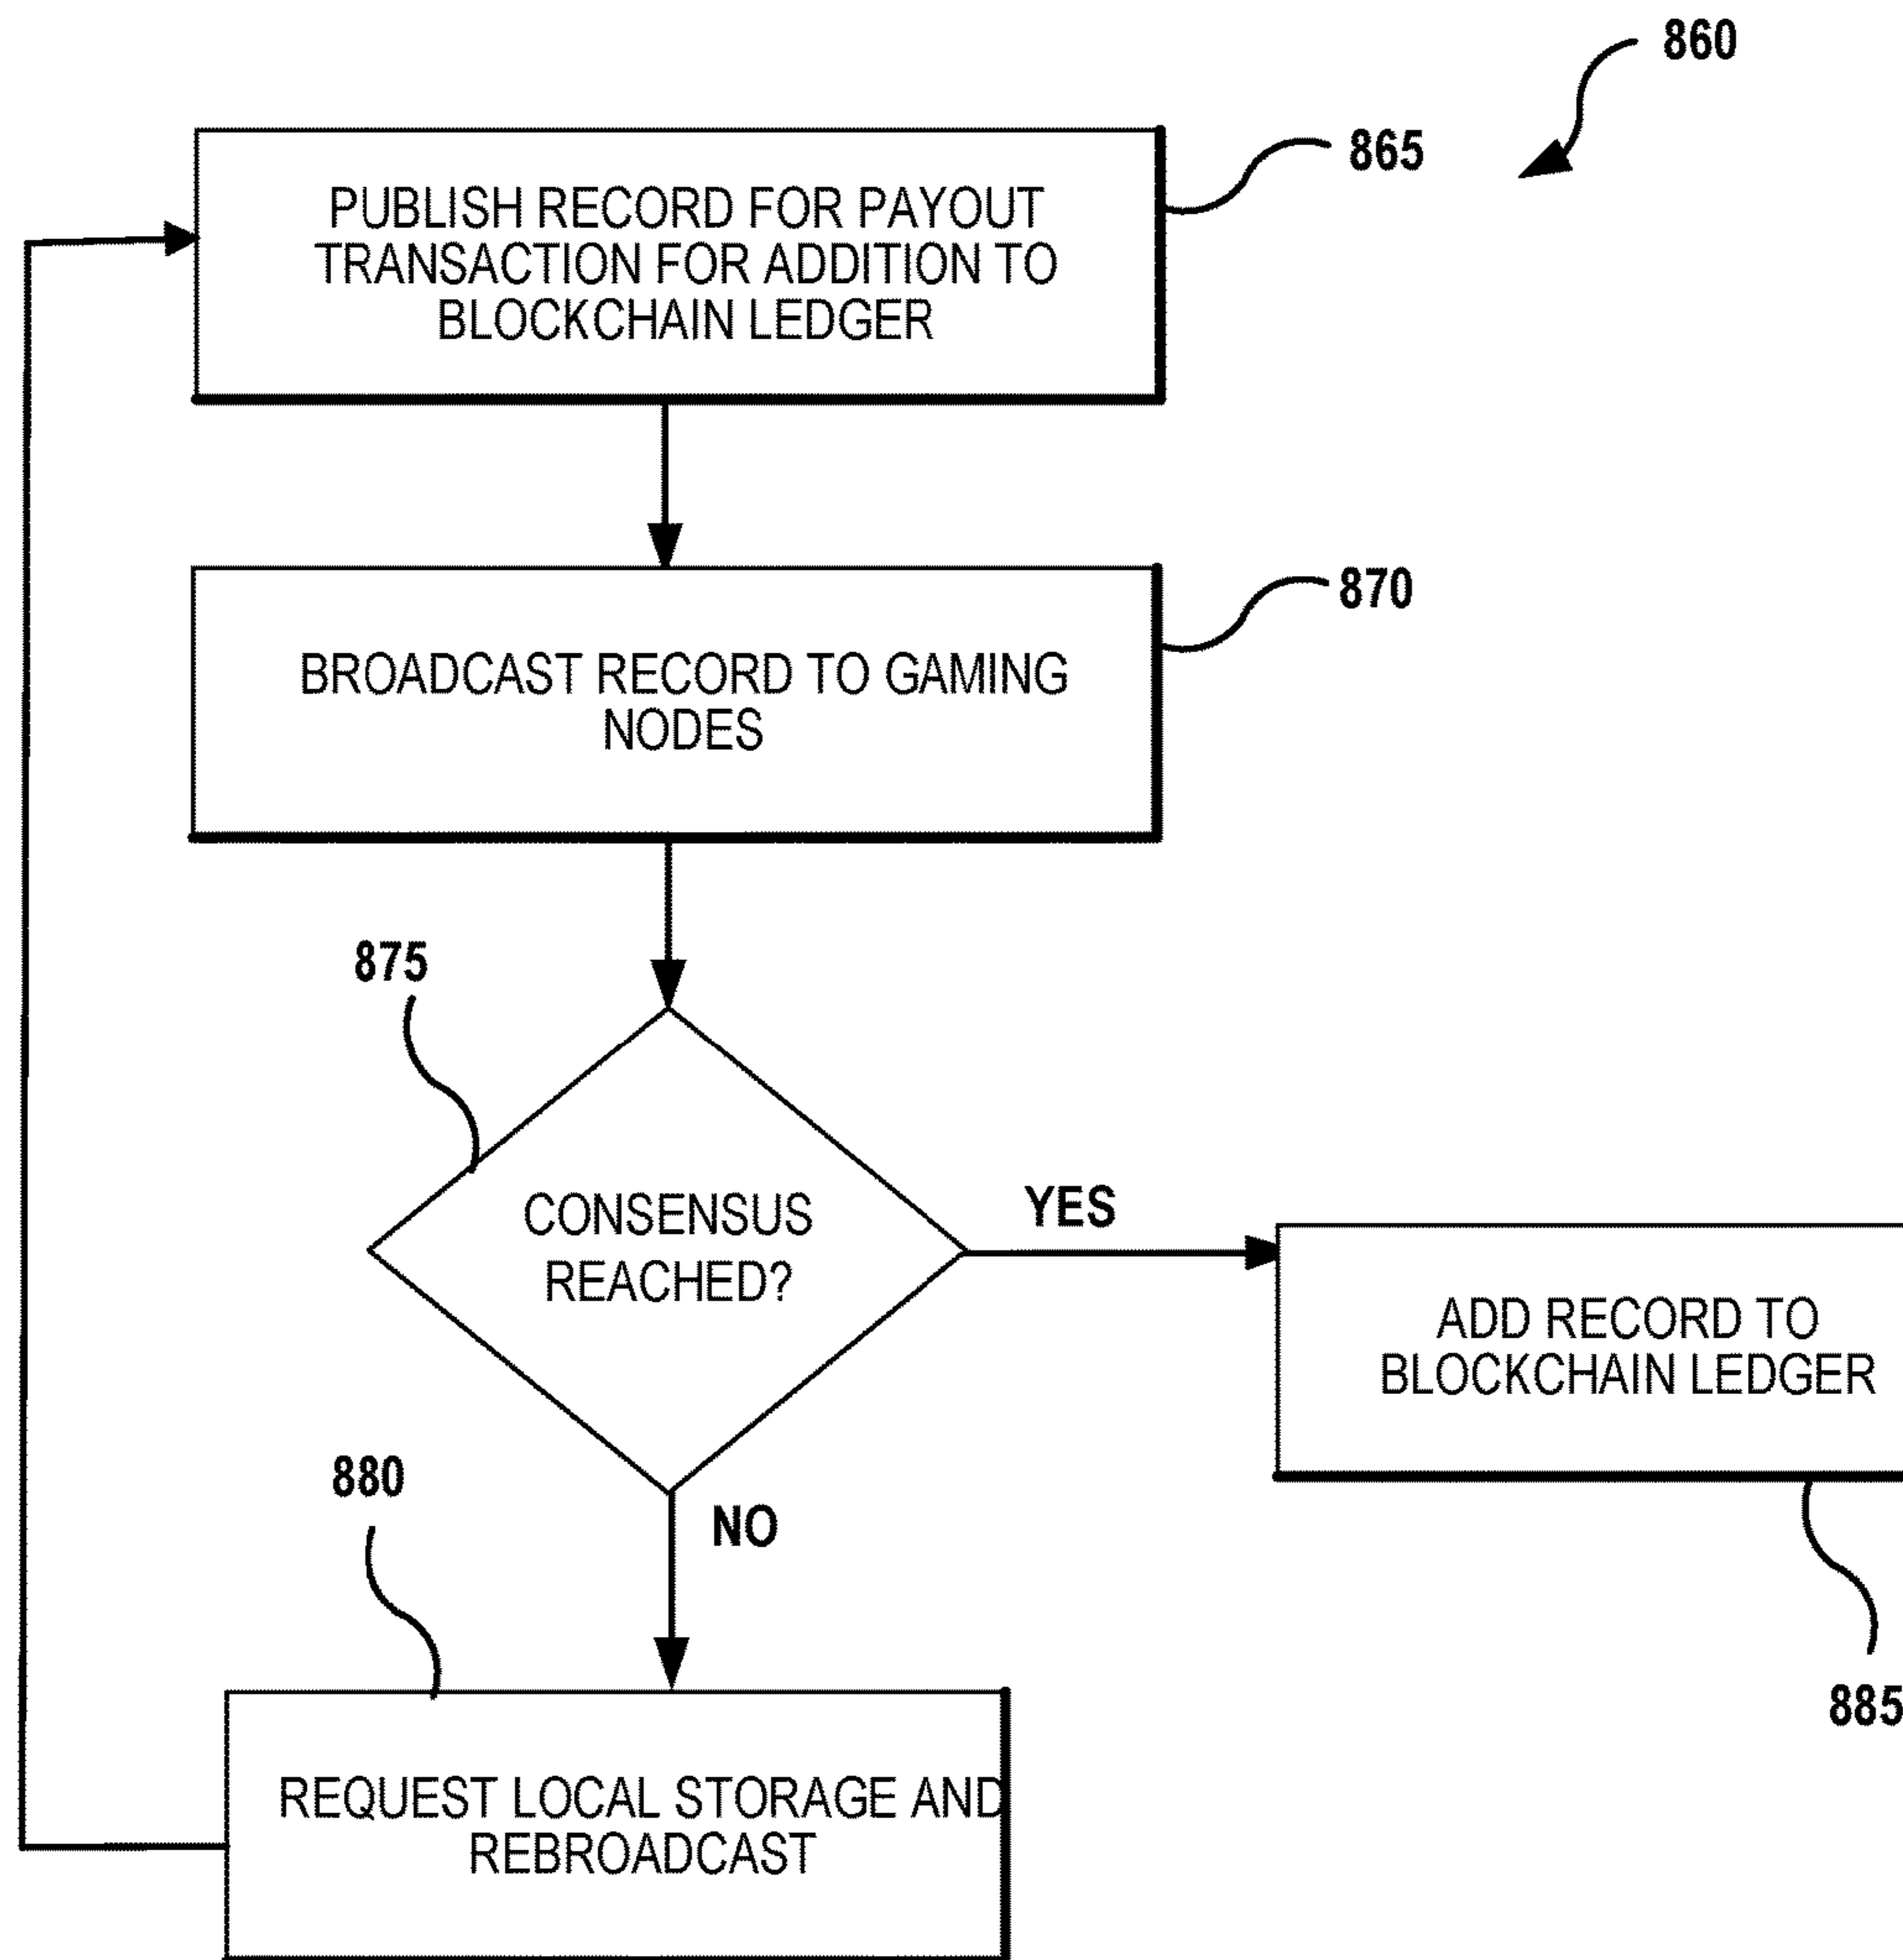 860
865
PUBLISH RECORD FOR PAYOUT
TRANSACTION FOR ADDITION TO
BLOCKCHAIN LEDGER
870
BROADCAST RECORD TO GAMING
NODES
875
CONSENSUS
REACHED?
YES
ADD RECORD TO
BLOCKCHAIN LEDGER
885
NO
880
REQUEST LOCAL STORAGE AND
REBROADCAST